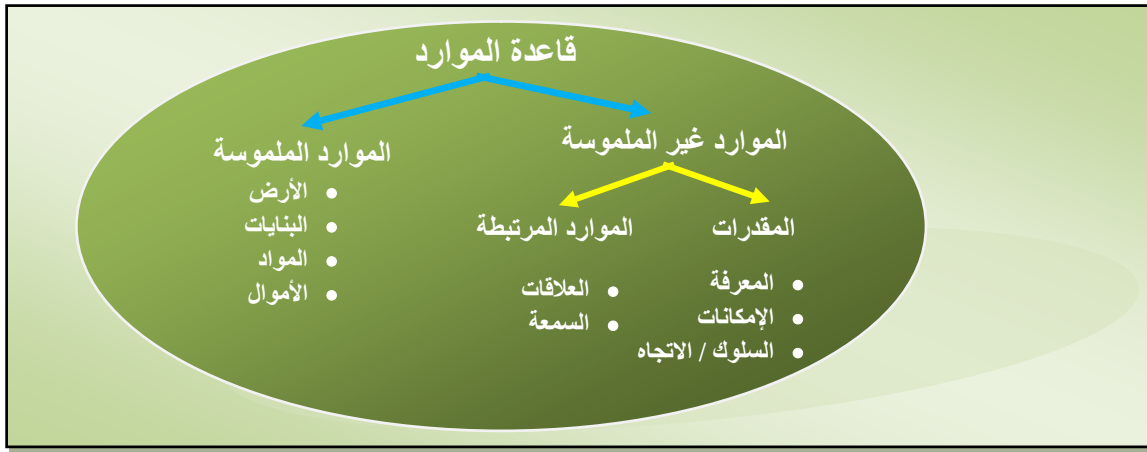 قاعدة الموارد
الموارد غير الملموسة
الموارد الملموسة
المقدرات
الموارد المرتبطة
• المعرفة
• الإمكانات
• السلوك / الاتجاه
• العلاقات
• السمعة
• الأرض
• البنايات
• المواد
• الأموال